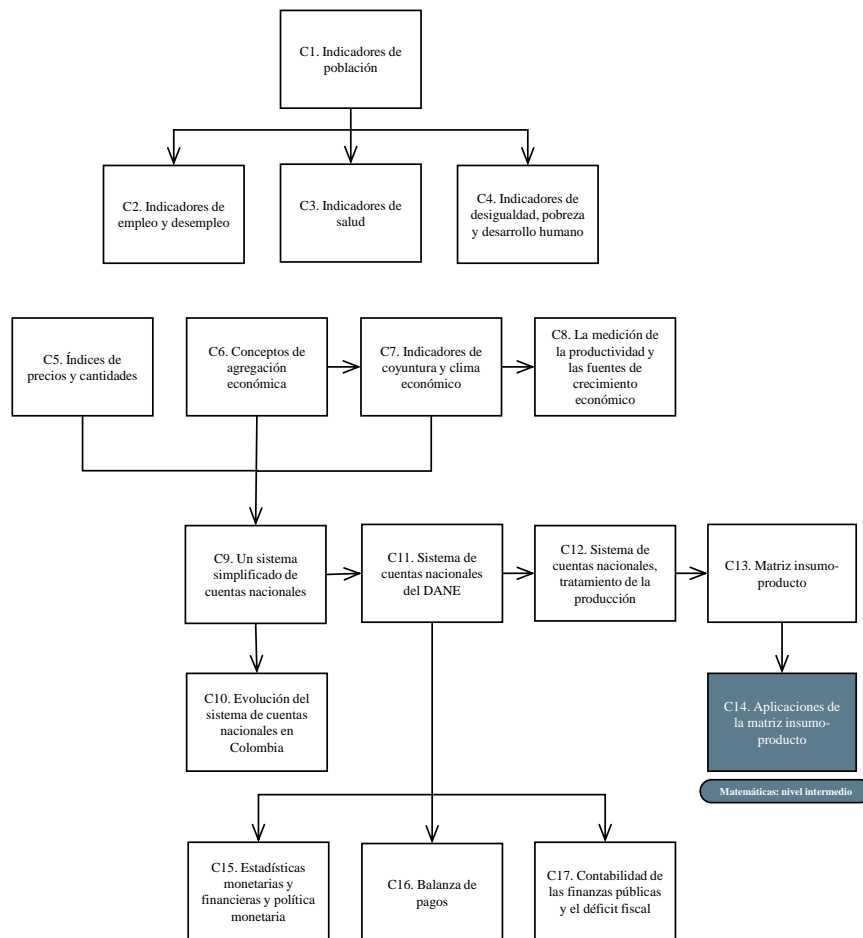 C1. Indicadores de
población
C2. Indicadores de
empleo y desempleo
C3. Indicadores de
salud
C4. Indicadores de
desigualdad, pobreza
y desarrollo humano
C5. Índices de
precios y cantidades
C6. Conceptos de
agregación
económica
C7. Indicadores de
coyuntura y clima
económico
C8. La medición de
la productividad y
las fuentes de
crecimiento
económico
C9. Un sistema
simplificado de
cuentas nacionales
C11. Sistema de
cuentas nacionales
del DANE
C12. Sistema de
cuentas nacionales,
tratamiento de la
producción
C13. Matriz insumo-
producto
C10. Evolución del
sistema de cuentas
nacionales en
Colombia
C14. Aplicaciones de
la matriz insumo-
producto
Matemáticas: nivel intermedio
C15. Estadísticas
monetarias y
financieras y política
monetaria
C16. Balanza de
pagos
C17. Contabilidad de
las finanzas públicas
y el déficit fiscal